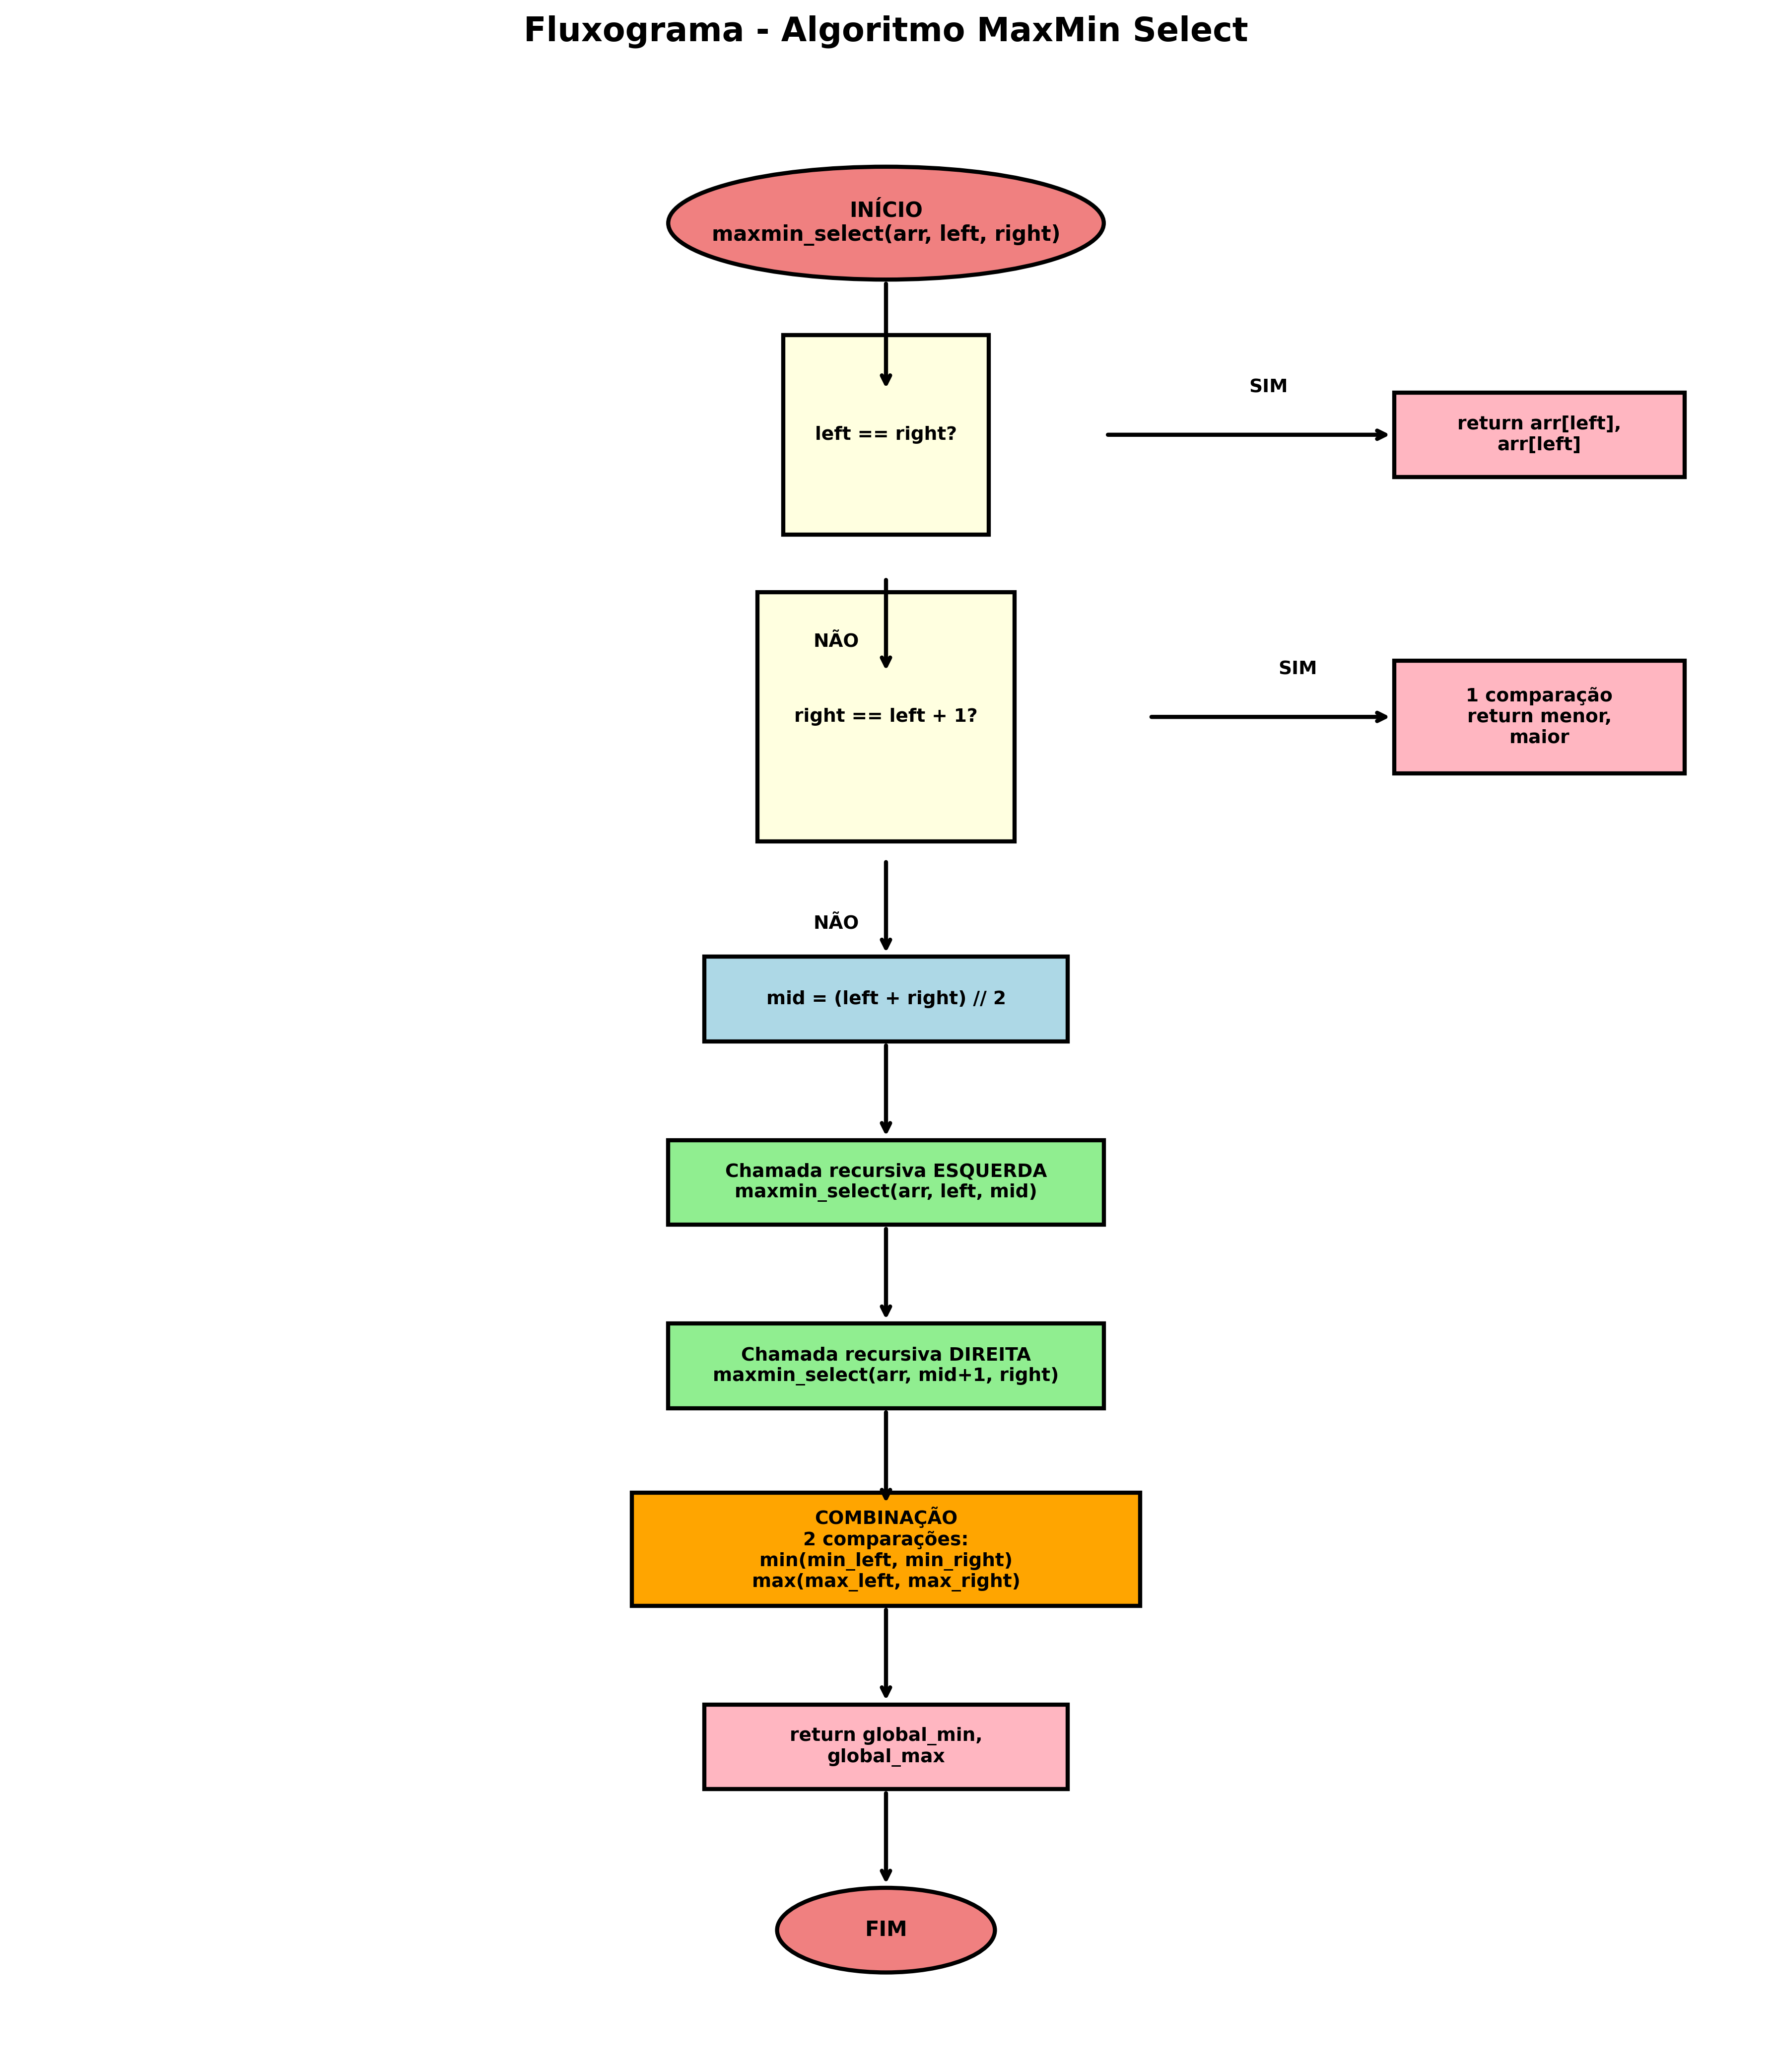 Fluxograma - Algoritmo MaxMin Select
INÍCIO
maxmin_select(arr, left, right)
left == right?
SIM
return arr[left],
arr[left]
NÃO
right == left + 1?
SIM
1 comparação
return menor,
maior
NÃO
mid = (left + right) // 2
Chamada recursiva ESQUERDA
maxmin_select(arr, left, mid)
Chamada recursiva DIREITA
maxmin_select(arr, mid+1, right)
COMBINAÇÃO
2 comparações:
min(min_left, min_right)
max(max_left, max_right)
return global_min,
global_max
FIM